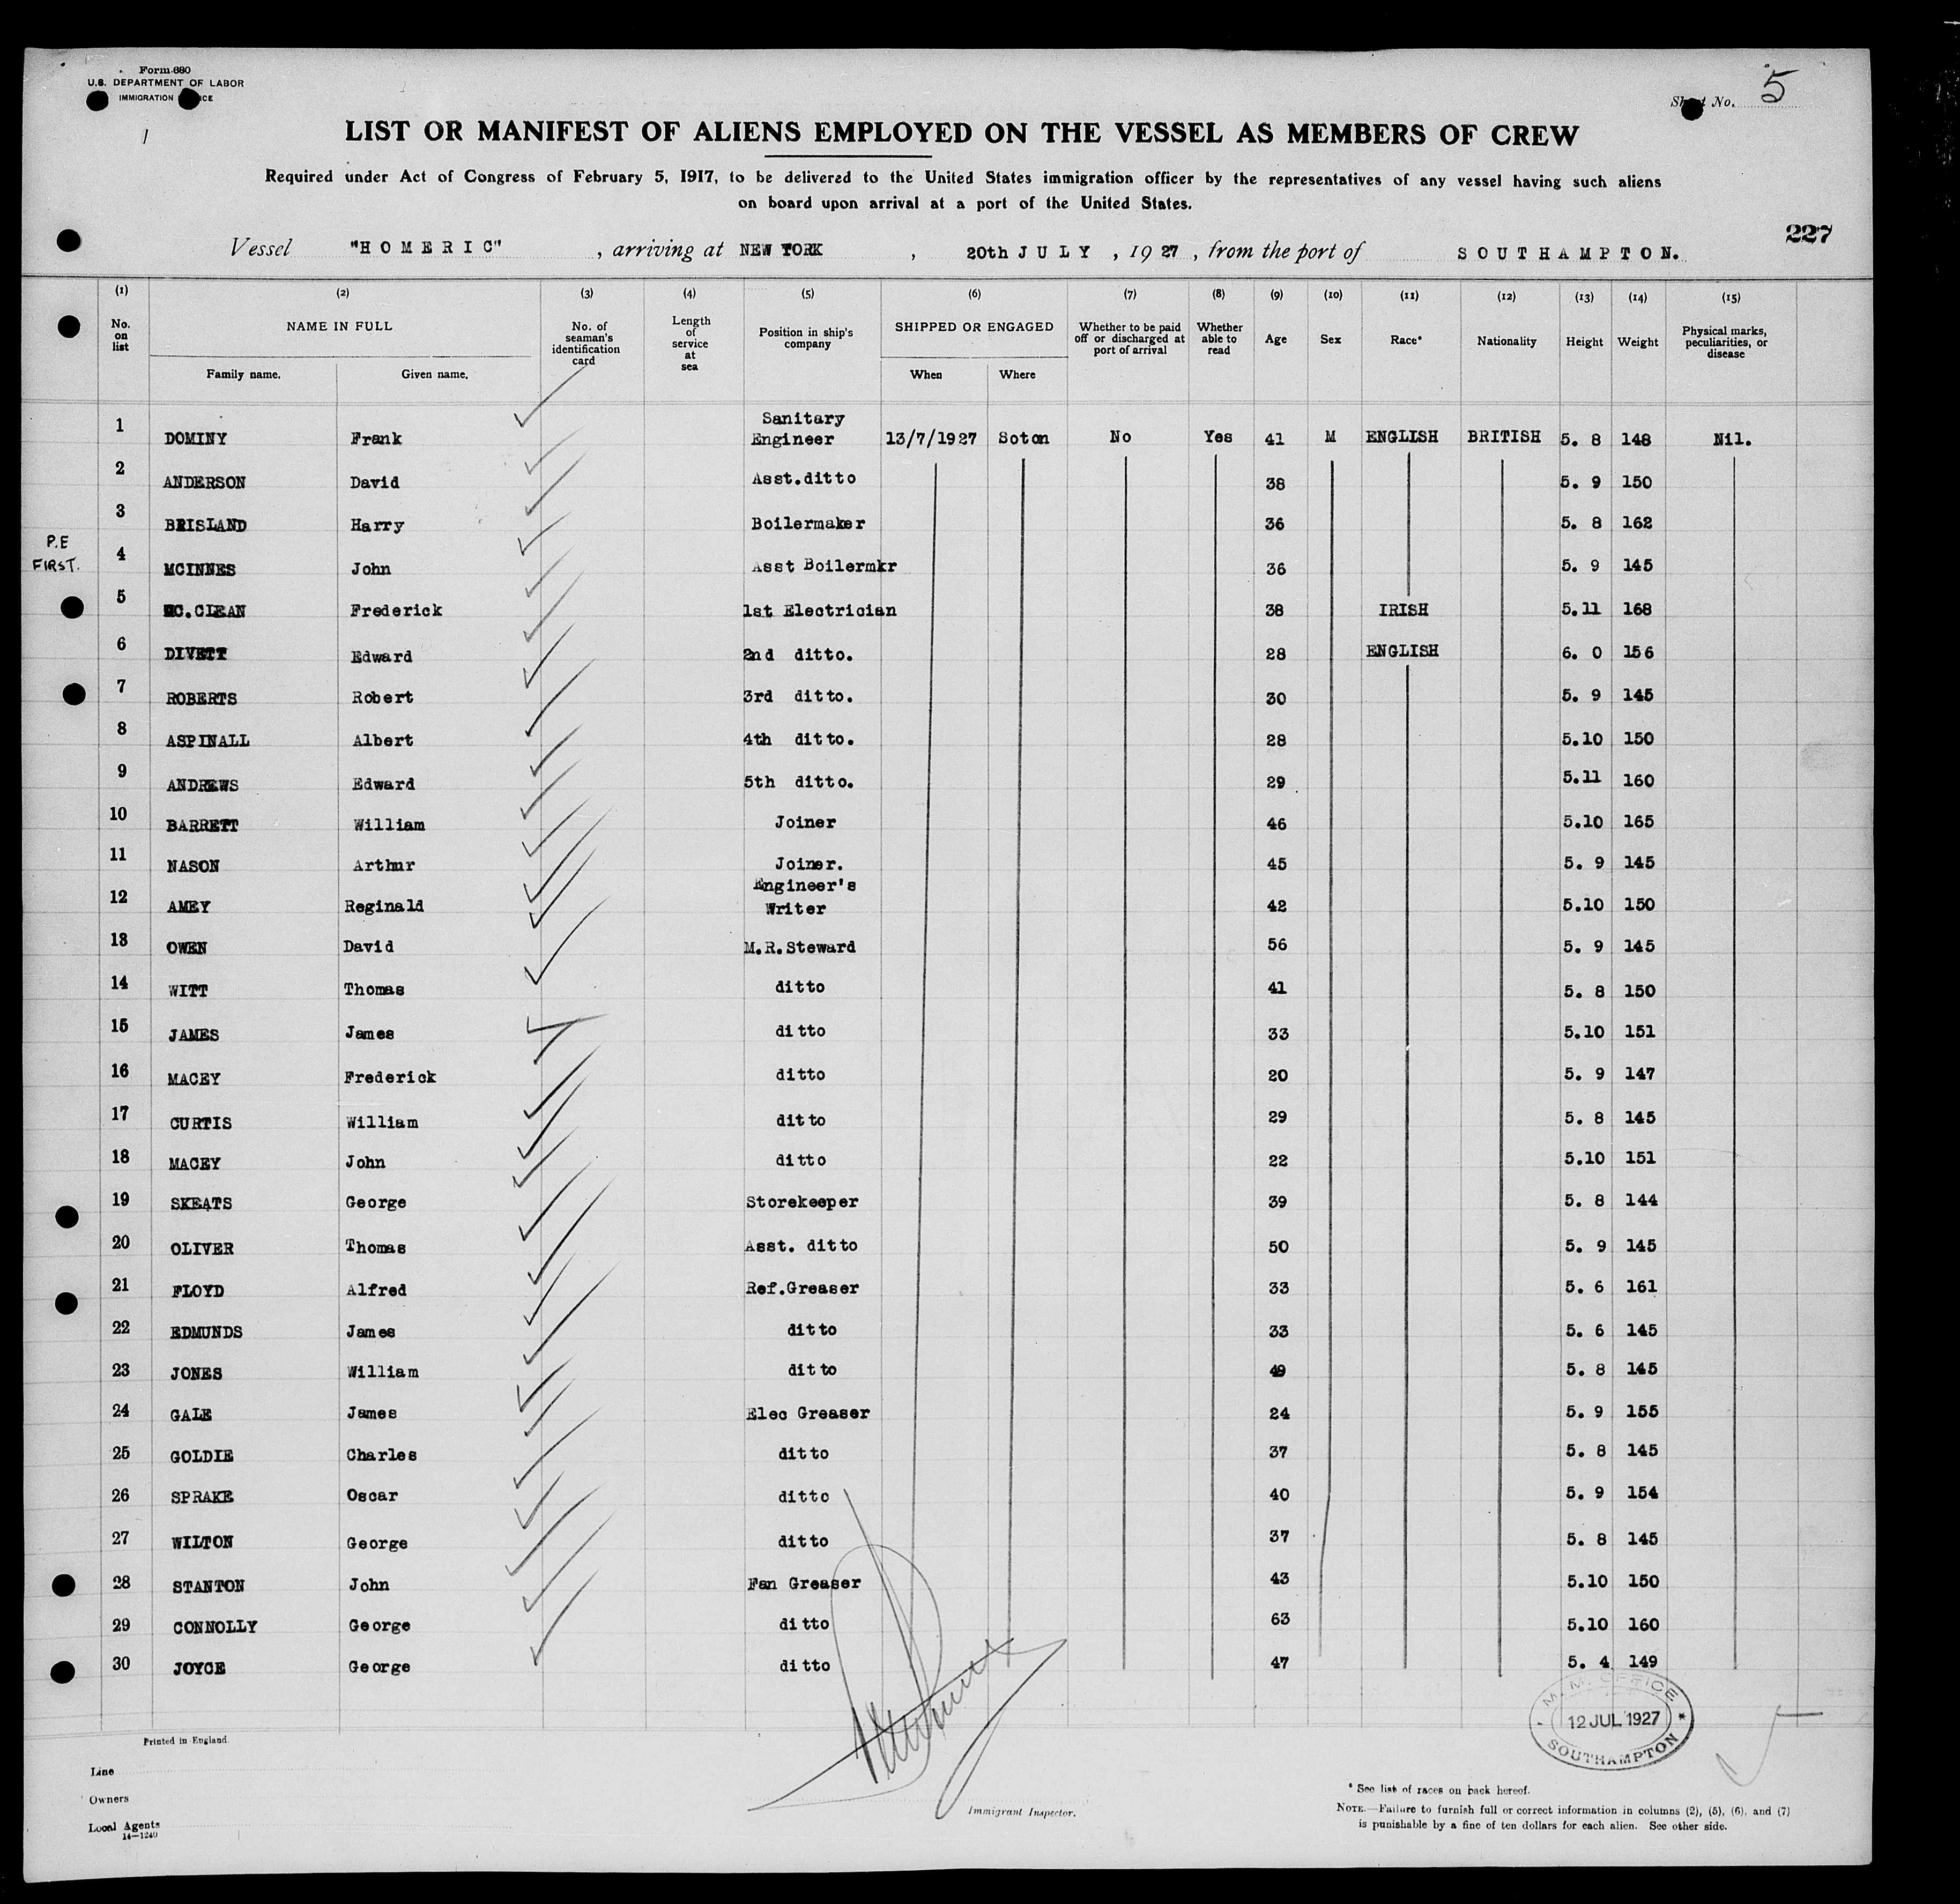 Form 680
U.S. DEPARTMENT OF LABOR
IMMIGRATION
Sheet No. 5
1
LIST OR MANIFEST OF ALIENS EMPLOYED ON THE VESSEL AS MEMBERS OF CREW
Required under Act of Congress of February 5, 1917, to be delivered to the United States immigration officer by the representatives of any vessel having such aliens
on board upon arrival at a port of the United States.
227
Vessel "HOMERIC" , arriving at NEW YORK , 20th JULY , 1927 , from the port of SOUTHAMPTON.
(1) (2) (3) (4) (5) (6) (7) (8) (9) (10) (11) (12) (13) (14) (15)
No. on list NAME IN FULL No. of seaman's identification card Length of service at sea Position in ship's company SHIPPED OR ENGAGED Whether to be paid off or discharged at port of arrival Whether able to read Age Sex Race* Nationality Height Weight Physical marks, peculiarities, or disease
Family name. Given name. When Where
1 DOMINY Frank Sanitary Engineer 13/7/1927 Soton No Yes 41 M ENGLISH BRITISH 5. 8 148 Nil.
2 ANDERSON David Asst.ditto 38 5. 9 150
3 BRISLAND Harry Boilermaker 36 5. 8 162
P.E FIRST.
4 MCINNES John Asst Boilermkr 36 5. 9 145
5 MC.CLEAN Frederick 1st Electrician 38 IRISH 5.11 168
6 DIVETT Edward 2nd ditto. 28 ENGLISH 6. 0 156
7 ROBERTS Robert 3rd ditto. 30 5. 9 145
8 ASPINALL Albert 4th ditto. 28 5.10 150
9 ANDREWS Edward 5th ditto. 29 5.11 160
10 BARRETT William Joiner 46 5.10 165
11 NASON Arthur Joiner. 45 5. 9 145
12 AMEY Reginald Engineer's Writer 42 5.10 150
13 OWEN David M.R.Steward 56 5. 9 145
14 WITT Thomas ditto 41 5. 8 150
15 JAMES James ditto 33 5.10 151
16 MACEY Frederick ditto 20 5. 9 147
17 CURTIS William ditto 29 5. 8 145
18 MACEY John ditto 22 5.10 151
19 SKEATS George Storekeeper 39 5. 8 144
20 OLIVER Thomas Asst. ditto 50 5. 9 145
21 FLOYD Alfred Ref.Greaser 33 5. 6 161
22 EDMUNDS James ditto 33 5. 6 145
23 JONES William ditto 49 5. 8 145
24 GALE James Elec Greaser 24 5. 9 155
25 GOLDIE Charles ditto 37 5. 8 145
26 SPRAKE Oscar ditto 40 5. 9 154
27 WILTON George ditto 37 5. 8 145
28 STANTON John Fan Greaser 43 5.10 150
29 CONNOLLY George ditto 63 5.10 160
30 JOYCE George ditto 47 5. 4 149
M.M. OFFICE
12 JUL 1927
SOUTHAMPTON
Printed in England
Line
Owners
Local Agents
14—1240
Immigrant Inspector.
* See list of races on back hereof.
NOTE.—Failure to furnish full or correct information in columns (2), (5), (6), and (7)
is punishable by a fine of ten dollars for each alien. See other side.